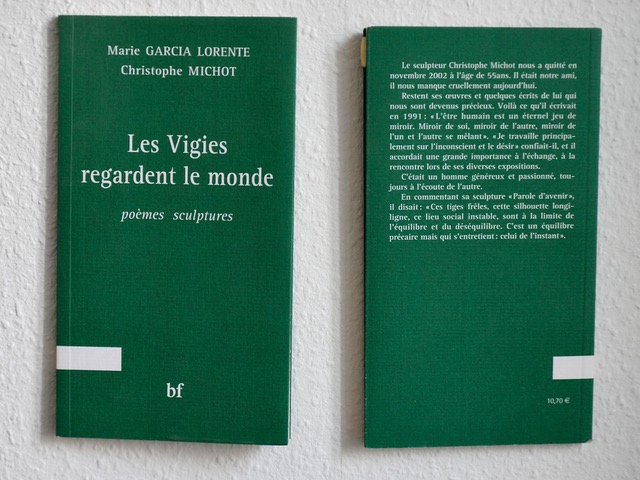 Marie GARCIA LORENTE
Christophe MICHOT
Les Vigies
regardent le monde
poèmes sculptures
bf
Le sculpteur Christophe Michot nous a quitté en
novembre 2002 à l'âge de 55ans. Il était notre ami,
il nous manque cruellement aujourd'hui.
Restent ses œuvres et quelques écrits de lui qui
nous sont devenus précieux. Voilà ce qu'il écrivait
en 1991 : «L'être humain est un éternel jeu de
miroir. Miroir de soi, miroir de l'autre, miroir de
l'un et l'autre se mêlant». «Je travaille principa-
lement sur l'inconscient et le désir» confiait-il, et il
accordait une grande importance à l'échange, à la
rencontre lors de ses diverses expositions.
C'était un homme généreux et passionné, tou-
jours à l'écoute de l'autre.
En commentant sa sculpture «Parole d'avenir»,
il disait : «Ces tiges frêles, cette silhouette longi-
ligne, ce lieu social instable, sont à la limite de
l'équilibre et du déséquilibre. C'est un équilibre
précaire mais qui s'entretient : celui de l'instant».
10,70 €